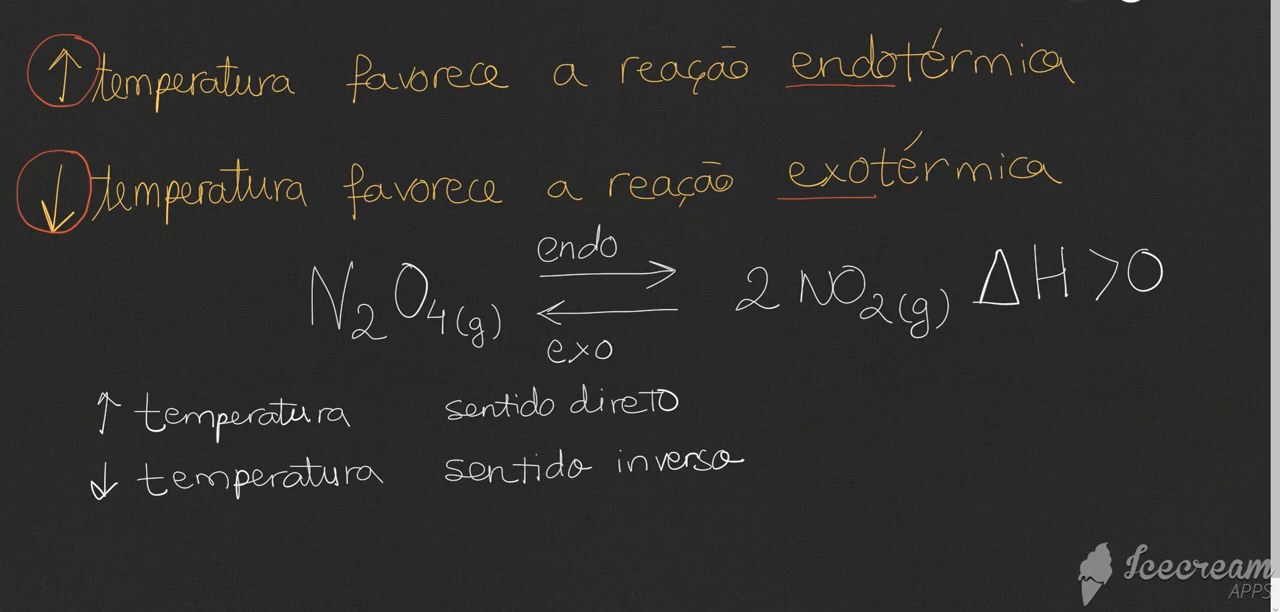 ↑ temperatura favorece a reação endotérmica
↓ temperatura favorece a reação exotérmica
endo
N₂O₄(g) ⇄ 2 NO₂(g) ΔH > 0
exo
↑ temperatura sentido direto
↓ temperatura sentido inverso
Icecream
APPS